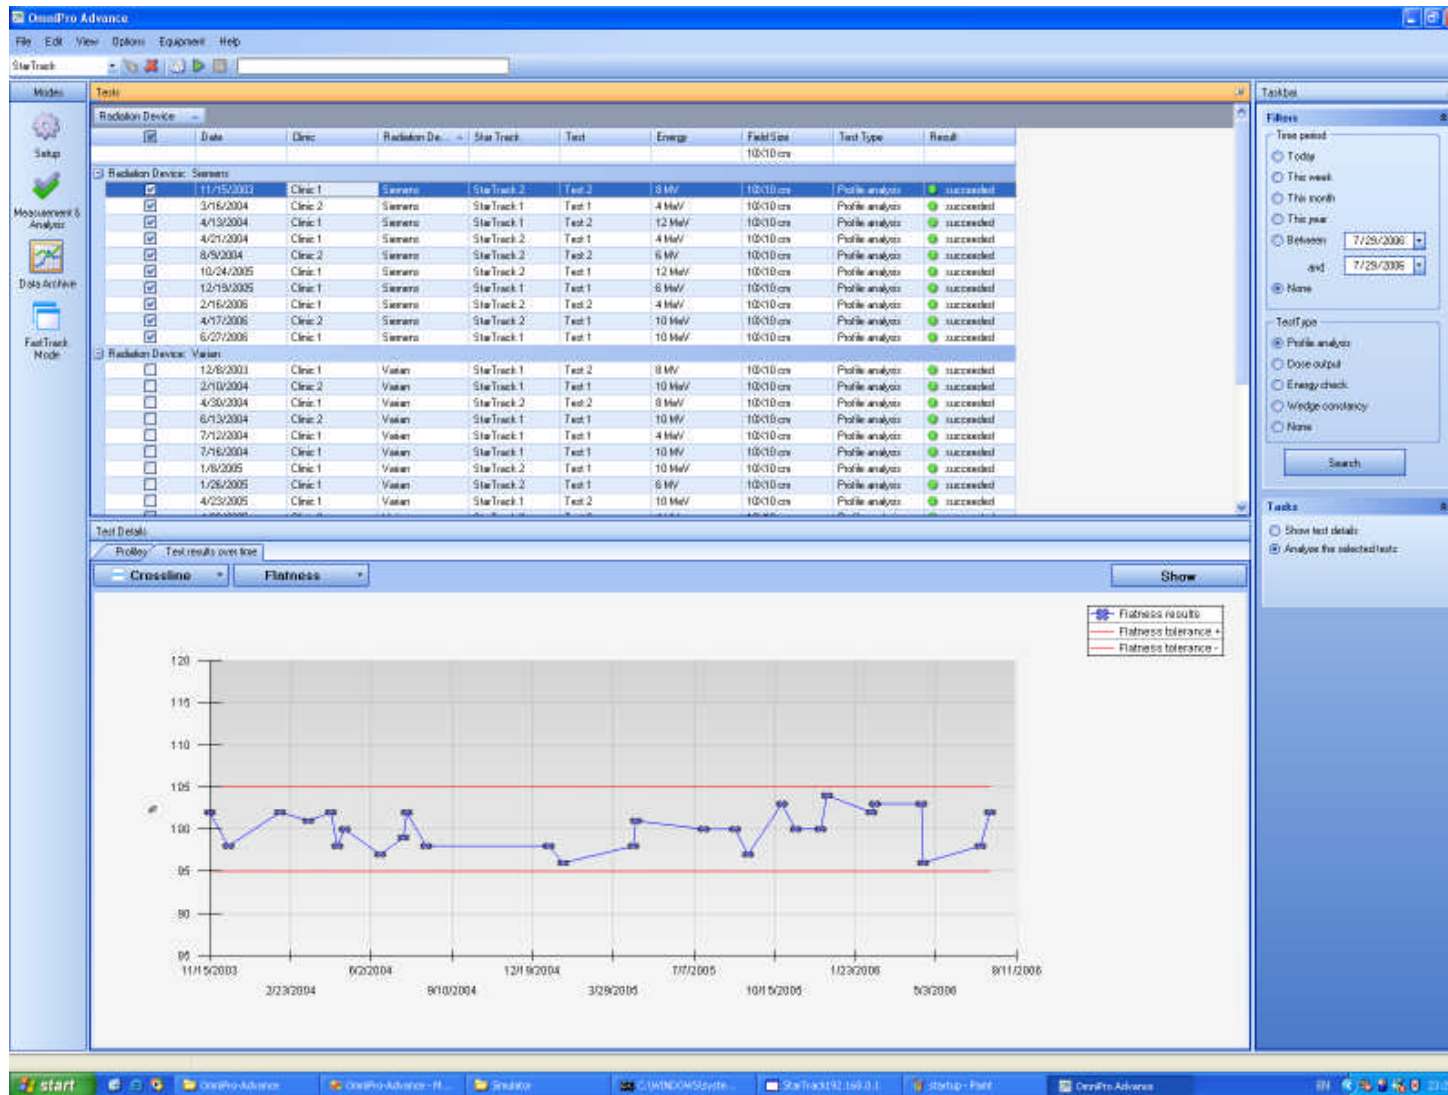 OmniPro Advance
File Edit View Options Equipment Help
StarTrack
Modes
Setup
Measurement &
Analysis
Data Archive
FastTrack
Mode
Tests
Radiation Device
Date Clinic Radiation De... Star Track Test Energy Field Size Test Type Result
10X10 cm
Radiation Device: Siemens
11/15/2003 Clinic 1 Siemens StarTrack 2 Test 2 8 MV 10X10 cm Profile analysis succeeded
3/16/2004 Clinic 2 Siemens StarTrack 1 Test 1 4 MeV 10X10 cm Profile analysis succeeded
4/13/2004 Clinic 1 Siemens StarTrack 1 Test 2 12 MeV 10X10 cm Profile analysis succeeded
4/21/2004 Clinic 1 Siemens StarTrack 2 Test 1 4 MeV 10X10 cm Profile analysis succeeded
8/9/2004 Clinic 2 Siemens StarTrack 2 Test 2 6 MV 10X10 cm Profile analysis succeeded
10/24/2005 Clinic 1 Siemens StarTrack 2 Test 1 12 MeV 10X10 cm Profile analysis succeeded
12/19/2005 Clinic 1 Siemens StarTrack 1 Test 1 6 MeV 10X10 cm Profile analysis succeeded
2/16/2006 Clinic 2 Siemens StarTrack 2 Test 2 4 MeV 10X10 cm Profile analysis succeeded
4/17/2006 Clinic 2 Siemens StarTrack 2 Test 1 10 MeV 10X10 cm Profile analysis succeeded
6/27/2006 Clinic 1 Siemens StarTrack 1 Test 1 10 MeV 10X10 cm Profile analysis succeeded
Radiation Device: Varian
12/8/2003 Clinic 1 Varian StarTrack 1 Test 2 8 MV 10X10 cm Profile analysis succeeded
2/10/2004 Clinic 2 Varian StarTrack 1 Test 1 10 MeV 10X10 cm Profile analysis succeeded
4/30/2004 Clinic 2 Varian StarTrack 1 Test 2 8 MeV 10X10 cm Profile analysis succeeded
6/13/2004 Clinic 2 Varian StarTrack 1 Test 1 10 MV 10X10 cm Profile analysis succeeded
7/12/2004 Clinic 1 Varian StarTrack 1 Test 1 4 MeV 10X10 cm Profile analysis succeeded
7/16/2004 Clinic 1 Varian StarTrack 1 Test 1 10 MV 10X10 cm Profile analysis succeeded
1/8/2005 Clinic 1 Varian StarTrack 2 Test 1 10 MeV 10X10 cm Profile analysis succeeded
1/26/2005 Clinic 1 Varian StarTrack 2 Test 1 6 MV 10X10 cm Profile analysis succeeded
4/23/2005 Clinic 1 Varian StarTrack 1 Test 2 10 MeV 10X10 cm Profile analysis succeeded
Test Details
Profiles Test results over time
Crossline Flatness Show
Flatness results
Flatness tolerance +
Flatness tolerance -
120
115
110
105
100
95
90
85
11/15/2003 6/2/2004 12/19/2004 7/7/2005 1/23/2006 8/11/2006
2/23/2004 9/10/2004 3/29/2005 10/15/2005 5/3/2006
Taskbar
Filters
Time period
Today
This week
This month
This year
Between 7/29/2006
and 7/29/2006
None
TestType
Profile analysis
Dose output
Energy check
Wedge constancy
None
Search
Tasks
Show test details
Analyse the selected tests
start OmniPro-Advance OmniPro-Advance - M... Simulator C:\WINDOWS\syste... StarTrack192.168.0.1 startup - Paint OmniPro Advance EN